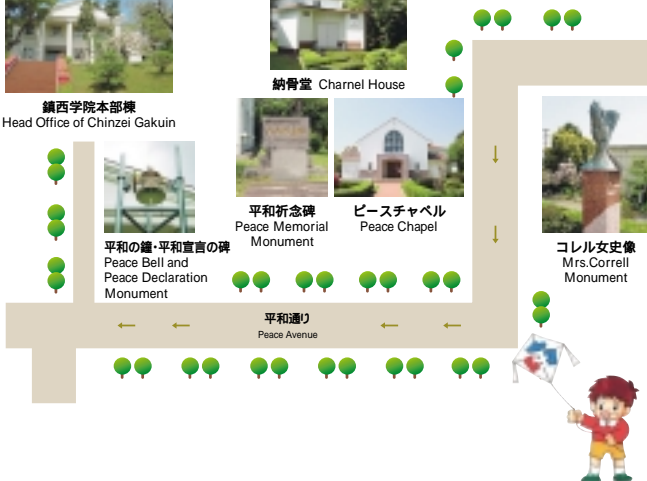 鎮西学院本部棟
Head Office of Chinzei Gakuin
納骨堂 Charnel House
平和の鐘・平和宣言の碑
Peace Bell and
Peace Declaration
Monument
平和祈念碑
Peace Memorial
Monument
ピースチャペル
Peace Chapel
コレル女史像
Mrs.Correll
Monument
平和通り
Peace Avenue